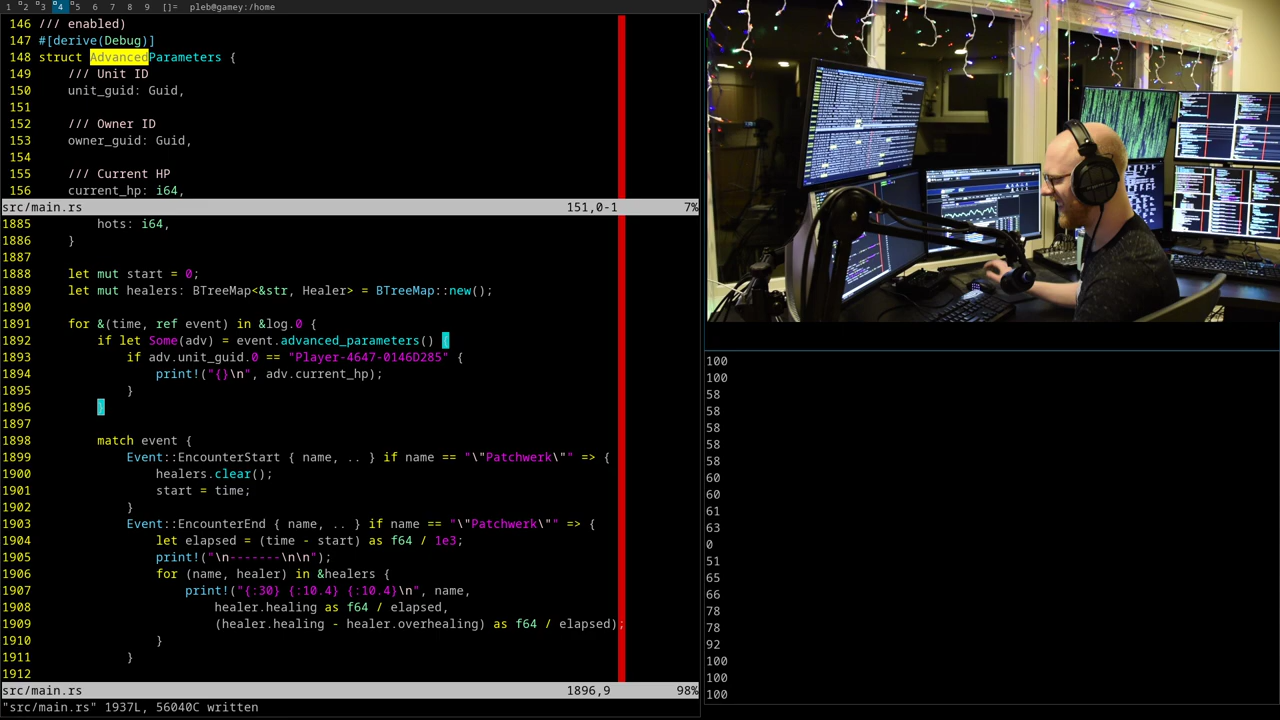 1 2 3 4 5 6 7 8 9 []= pleb@gamey:/home
146 /// enabled)
147 #[derive(Debug)]
148 struct AdvancedParameters {
149     /// Unit ID
150     unit_guid: Guid,
151
152     /// Owner ID
153     owner_guid: Guid,
154
155     /// Current HP
156     current_hp: i64,
src/main.rs 151,0-1 7%
1885         hots: i64,
1886     }
1887
1888     let mut start = 0;
1889     let mut healers: BTreeMap<&str, Healer> = BTreeMap::new();
1890
1891     for &(time, ref event) in &log.0 {
1892         if let Some(adv) = event.advanced_parameters() {
1893             if adv.unit_guid.0 == "Player-4647-0146D285" {
1894                 print!("{}\n", adv.current_hp);
1895             }
1896         }
1897
1898         match event {
1899             Event::EncounterStart { name, .. } if name == "\"Patchwerk\"" => {
1900                 healers.clear();
1901                 start = time;
1902             }
1903             Event::EncounterEnd { name, .. } if name == "\"Patchwerk\"" => {
1904                 let elapsed = (time - start) as f64 / 1e3;
1905                 print!("\n-------\n\n");
1906                 for (name, healer) in &healers {
1907                     print!("{:30} {:10.4} {:10.4}\n", name,
1908                         healer.healing as f64 / elapsed,
1909                         (healer.healing - healer.overhealing) as f64 / elapsed);
1910                 }
1911             }
1912
src/main.rs 1896,9 98%
"src/main.rs" 1937L, 56040C written
100
100
58
58
58
58
58
60
60
61
63
0
51
65
66
78
78
92
100
100
100